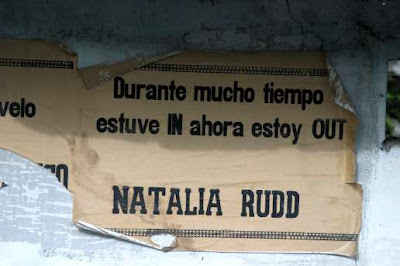 velo
Durante mucho tiempo
estuve IN ahora estoy OUT
NATALIA RUDD